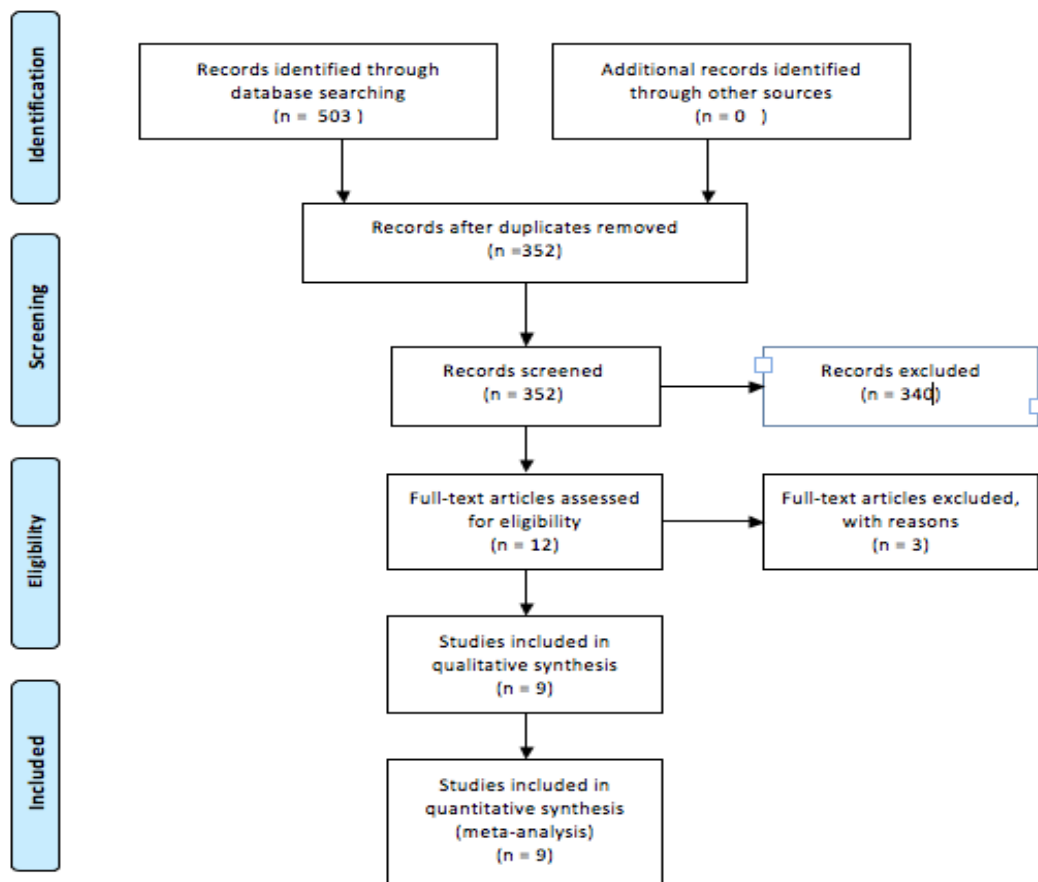 Identification
Records identified through
database searching
(n = 503 )
Additional records identified
through other sources
(n = 0 )
Records after duplicates removed
(n =352)
Screening
Records screened
(n = 352)
Records excluded
(n = 340)
Eligibility
Full-text articles assessed
for eligibility
(n = 12)
Full-text articles excluded,
with reasons
(n = 3)
Studies included in
qualitative synthesis
(n = 9)
Included
Studies included in
quantitative synthesis
(meta-analysis)
(n = 9)